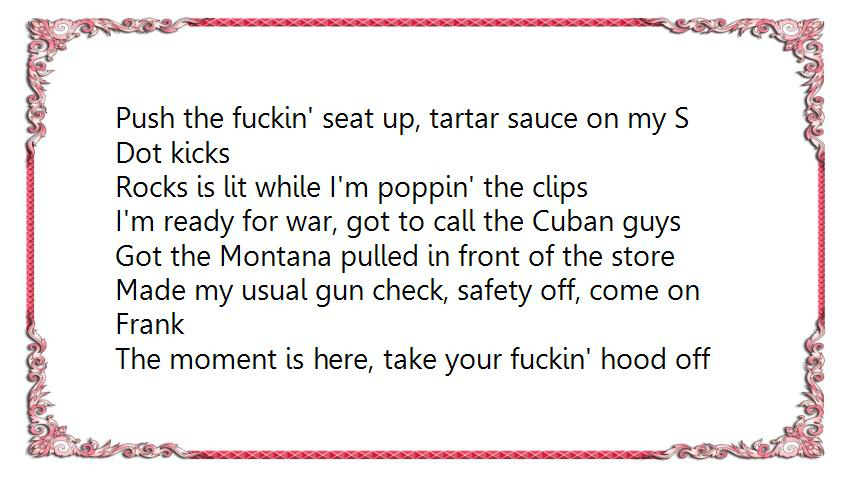 Push the fuckin' seat up, tartar sauce on my S
Dot kicks
Rocks is lit while I'm poppin' the clips
I'm ready for war, got to call the Cuban guys
Got the Montana pulled in front of the store
Made my usual gun check, safety off, come on
Frank
The moment is here, take your fuckin' hood off